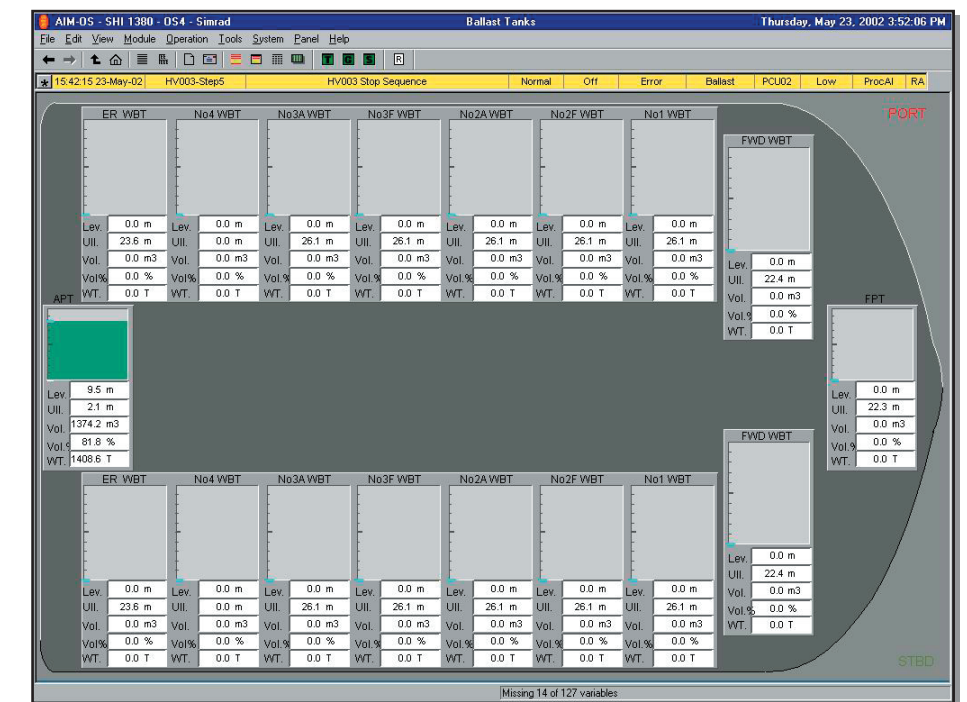 AIM-OS - SHI 1380 - OS4 - Simrad Ballast Tanks Thursday, May 23, 2002 3:52:06 PM
File Edit View Module Operation Tools System Panel Help
T G S R
* 15:42:15 23-May-02 HV003-Step5 HV003 Stop Sequence Normal Off Error Ballast PCU02 Low ProcAl RA
PORT
ER WBT No4 WBT No3A WBT No3F WBT No2A WBT No2F WBT No1 WBT
Lev. 0.0 m Lev. 0.0 m Lev. 0.0 m Lev. 0.0 m Lev. 0.0 m Lev. 0.0 m Lev. 0.0 m
Ull. 23.6 m Ull. 0.0 m Ull. 26.1 m Ull. 26.1 m Ull. 26.1 m Ull. 26.1 m Ull. 26.1 m
Vol. 0.0 m3 Vol. 0.0 m3 Vol. 0.0 m3 Vol. 0.0 m3 Vol. 0.0 m3 Vol. 0.0 m3 Vol. 0.0 m3
Vol% 0.0 % Vol% 0.0 % Vol.% 0.0 % Vol.% 0.0 % Vol.% 0.0 % Vol.% 0.0 % Vol.% 0.0 %
WT. 0.0 T WT. 0.0 T WT. 0.0 T WT. 0.0 T WT. 0.0 T WT. 0.0 T WT. 0.0 T
FWD WBT
Lev. 0.0 m
Ull. 22.4 m
Vol. 0.0 m3
Vol.% 0.0 %
WT. 0.0 T
APT
Lev. 9.5 m
Ull. 2.1 m
Vol. 1374.2 m3
Vol.% 81.8 %
WT. 1408.6 T
FPT
Lev. 0.0 m
Ull. 22.3 m
Vol. 0.0 m3
Vol.% 0.0 %
WT. 0.0 T
FWD WBT
Lev. 0.0 m
Ull. 22.4 m
Vol. 0.0 m3
Vol.% 0.0 %
WT. 0.0 T
ER WBT No4 WBT No3A WBT No3F WBT No2A WBT No2F WBT No1 WBT
Lev. 0.0 m Lev. 0.0 m Lev. 0.0 m Lev. 0.0 m Lev. 0.0 m Lev. 0.0 m Lev. 0.0 m
Ull. 23.6 m Ull. 0.0 m Ull. 26.1 m Ull. 26.1 m Ull. 26.1 m Ull. 26.1 m Ull. 26.1 m
Vol. 0.0 m3 Vol. 0.0 m3 Vol. 0.0 m3 Vol. 0.0 m3 Vol. 0.0 m3 Vol. 0.0 m3 Vol. 0.0 m3
Vol% 0.0 % Vol% 0.0 % Vol.% 0.0 % Vol.% 0.0 % Vol.% 0.0 % Vol.% 0.0 % Vol.% 0.0 %
WT. 0.0 T WT. 0.0 T WT. 0.0 T WT. 0.0 T WT. 0.0 T WT. 0.0 T WT. 0.0 T
STBD
Missing 14 of 127 variables